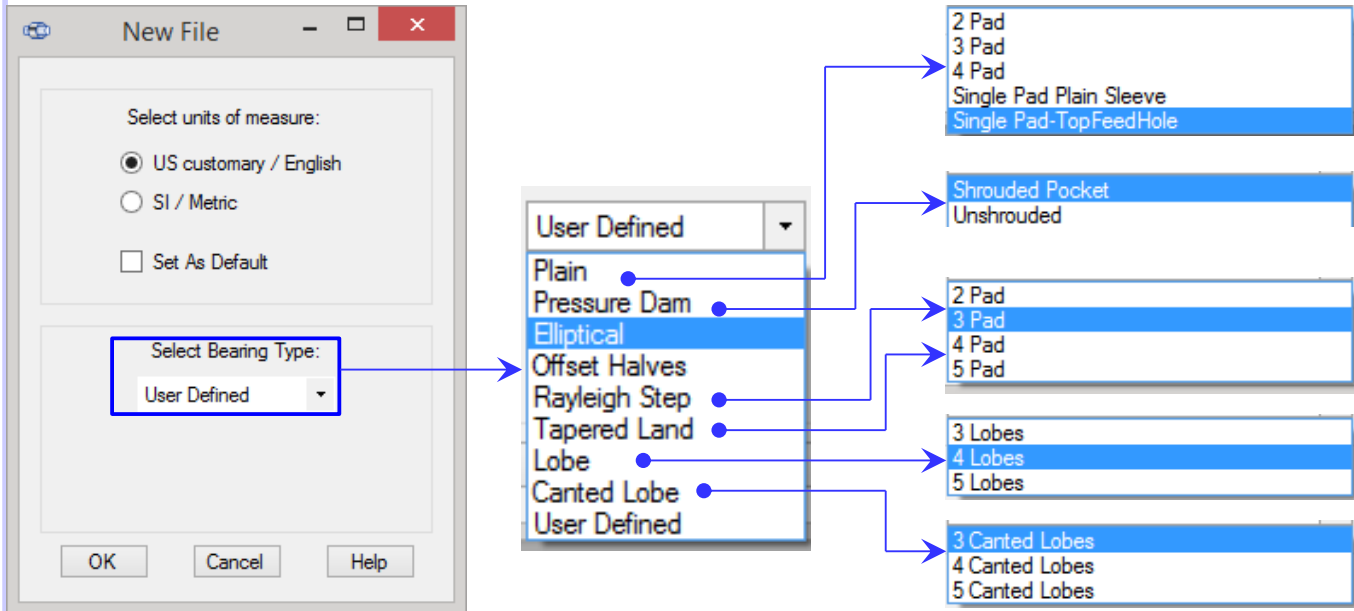 New File
Select units of measure:
US customary / English
SI / Metric
Set As Default
Select Bearing Type:
User Defined
OK
Cancel
Help
User Defined
Plain
Pressure Dam
Elliptical
Offset Halves
Rayleigh Step
Tapered Land
Lobe
Canted Lobe
User Defined
2 Pad
3 Pad
4 Pad
Single Pad Plain Sleeve
Single Pad-TopFeedHole
Shrouded Pocket
Unshrouded
2 Pad
3 Pad
4 Pad
5 Pad
3 Lobes
4 Lobes
5 Lobes
3 Canted Lobes
4 Canted Lobes
5 Canted Lobes